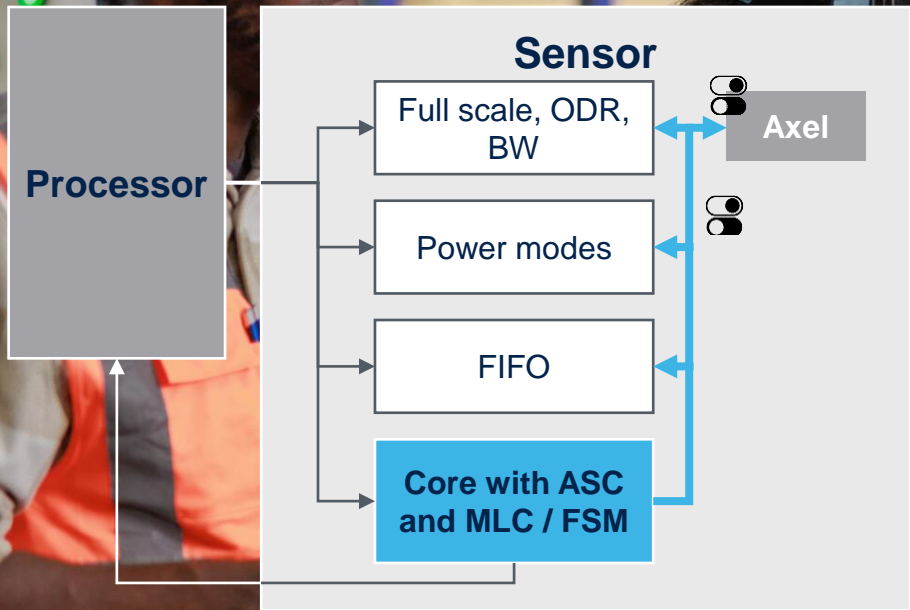 Sensor
Processor
Full scale, ODR,
BW
Axel
Power modes
FIFO
Core with ASC
and MLC / FSM